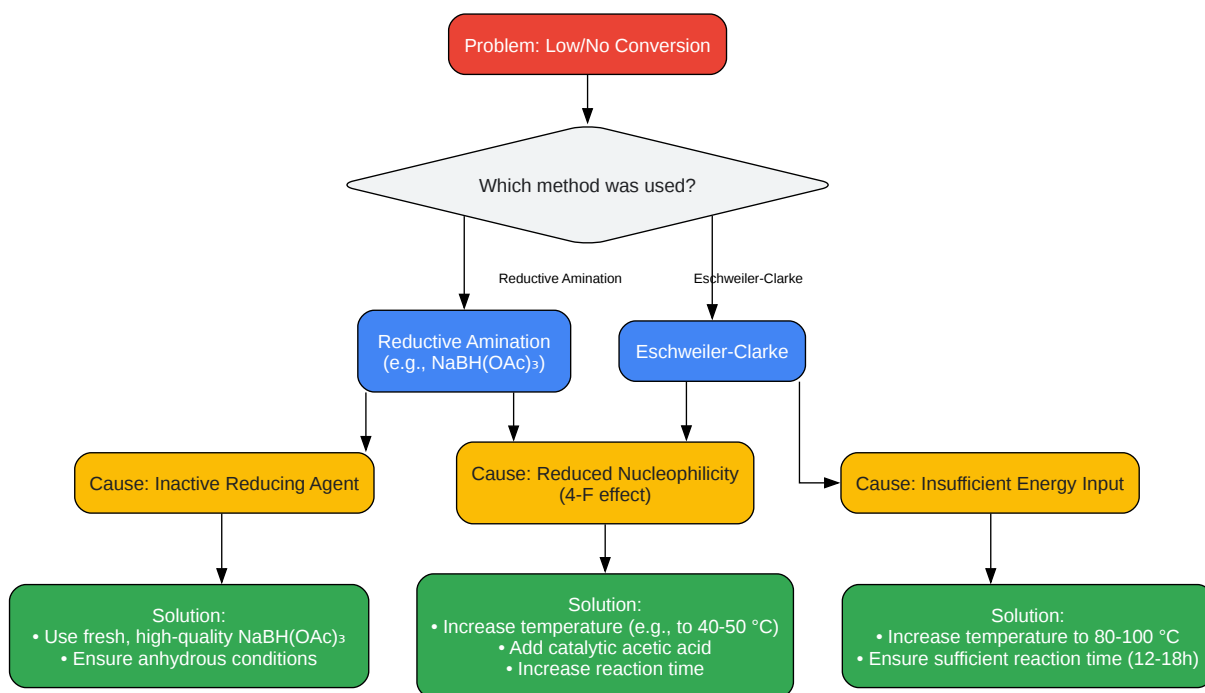 Problem: Low/No Conversion
Which method was used?
Reductive Amination
Eschweiler-Clarke
Reductive Amination
(e.g., NaBH(OAc)₃)
Eschweiler-Clarke
Cause: Inactive Reducing Agent
Cause: Reduced Nucleophilicity
(4-F effect)
Cause: Insufficient Energy Input
Solution:
• Use fresh, high-quality NaBH(OAc)₃
• Ensure anhydrous conditions
Solution:
• Increase temperature (e.g., to 40-50 °C)
• Add catalytic acetic acid
• Increase reaction time
Solution:
• Increase temperature to 80-100 °C
• Ensure sufficient reaction time (12-18h)